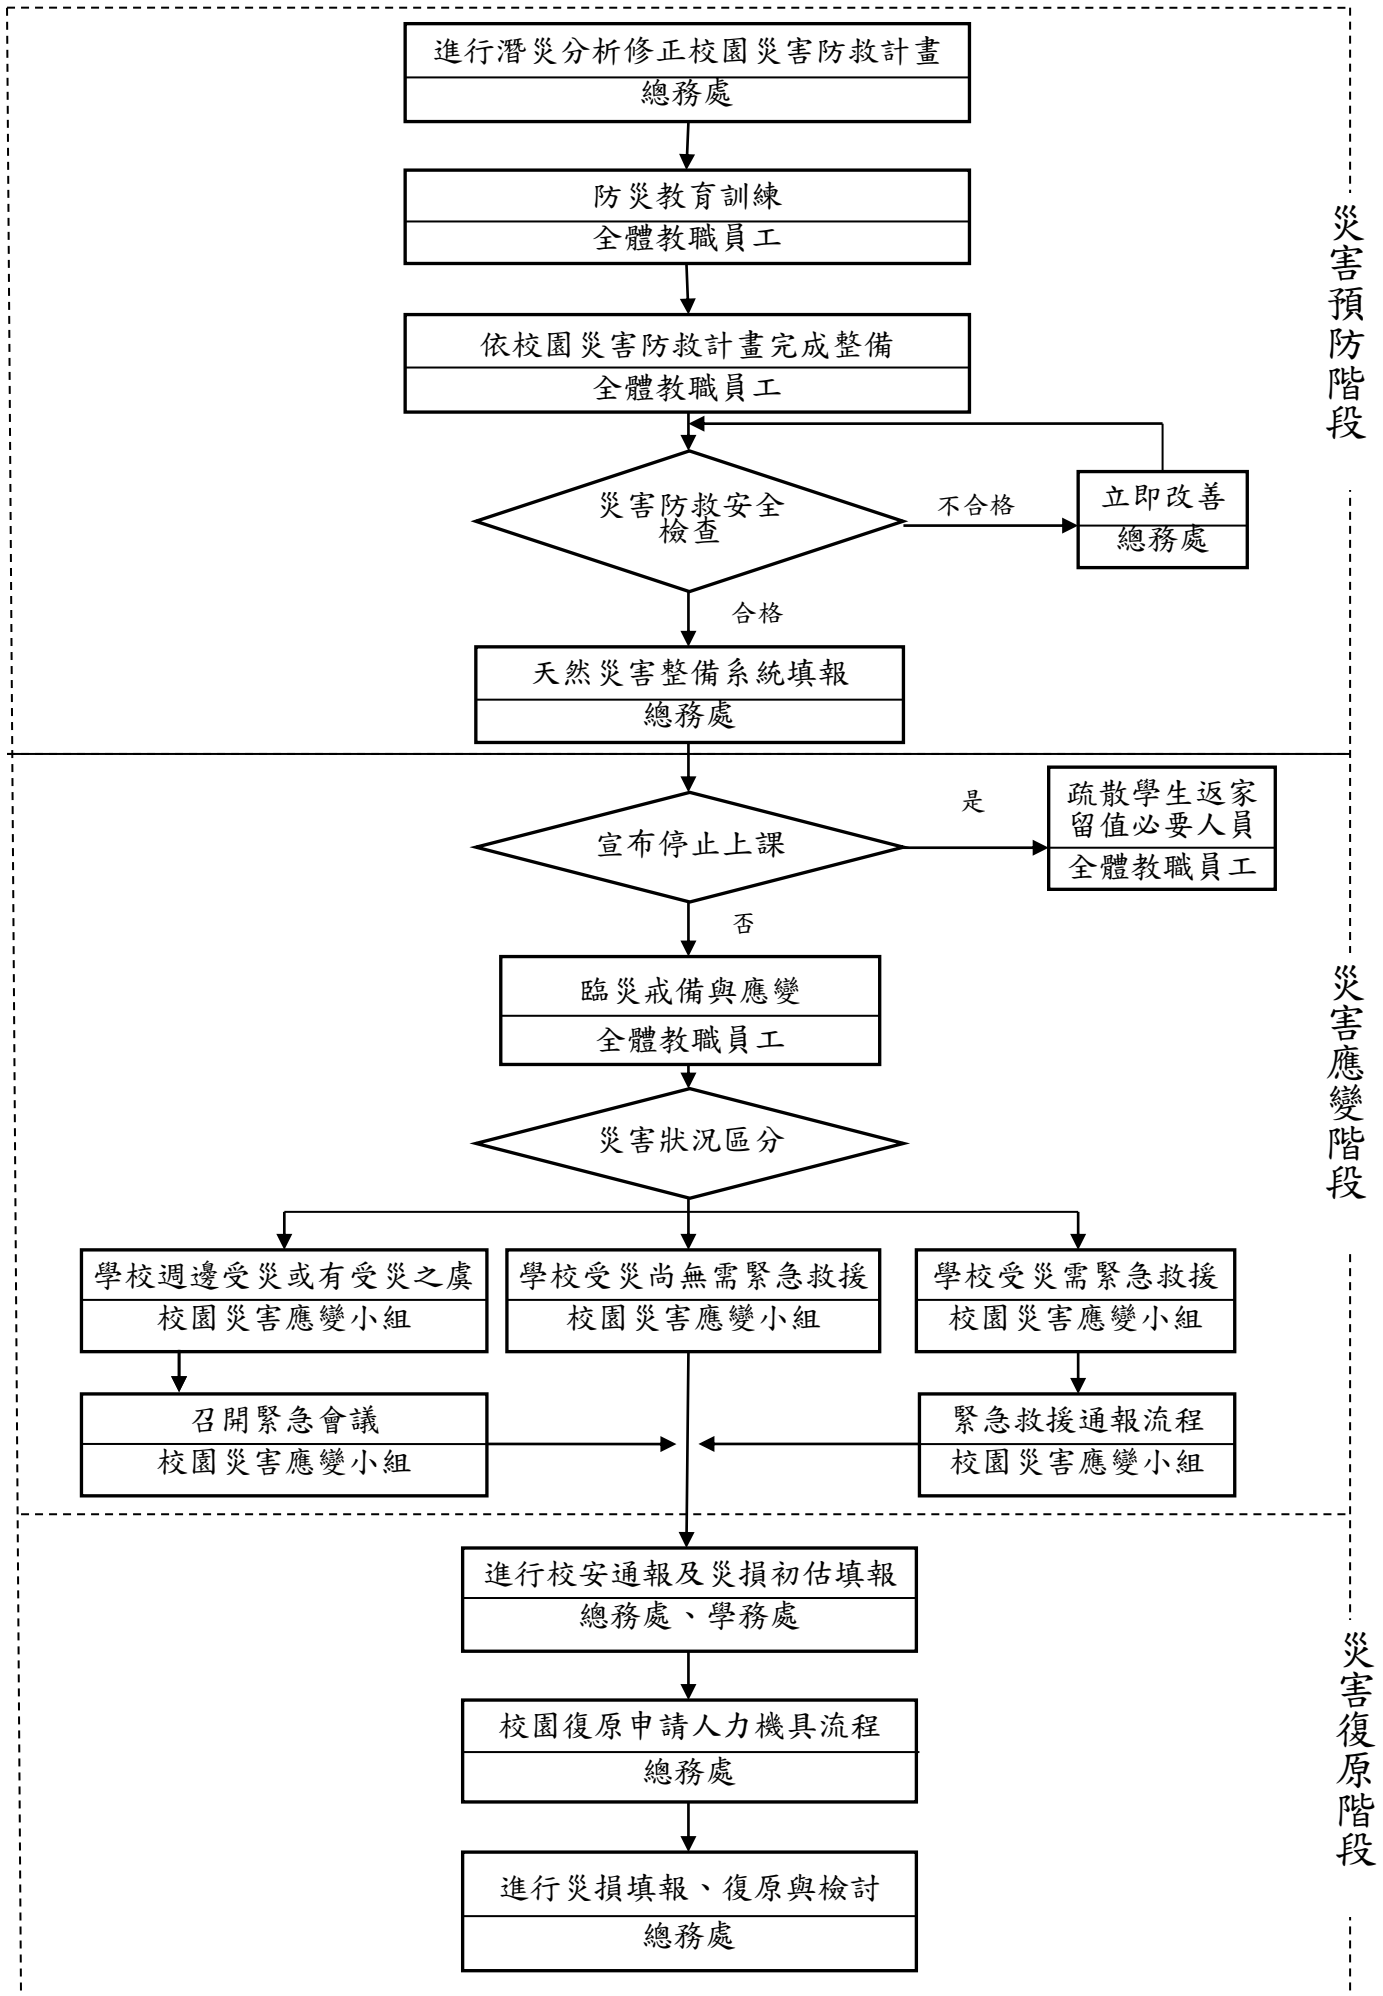 進行潛災分析修正校園災害防救計畫
總務處
防災教育訓練
全體教職員工
依校園災害防救計畫完成整備
全體教職員工
災害預防階段
災害防救安全
檢查
不合格
立即改善
總務處
合格
天然災害整備系統填報
總務處
宣布停止上課
是
疏散學生返家
留值必要人員
全體教職員工
否
臨災戒備與應變
全體教職員工
災害應變階段
災害狀況區分
學校週邊受災或有受災之虞
校園災害應變小組
學校受災尚無需緊急救援
校園災害應變小組
學校受災需緊急救援
校園災害應變小組
召開緊急會議
校園災害應變小組
緊急救援通報流程
校園災害應變小組
進行校安通報及災損初估填報
總務處、學務處
校園復原申請人力機具流程
總務處
災害復原階段
進行災損填報、復原與檢討
總務處